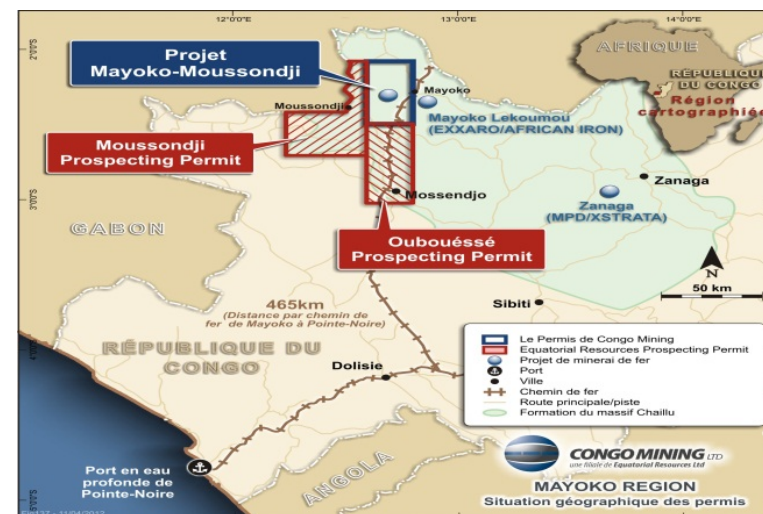 12°0'0"E
13°0'0"E
14°0'0"E
2°0'0"S
3°0'0"S
4°0'0"S
5°0'0"S
Projet
Mayoko-Moussondji
Moussondji
Mayoko
Mayoko Lekoumou
(EXXARO/AFRICAN IRON)
Moussondji
Prospecting Permit
Mossendjo
Oubouéssé
Prospecting Permit
Zanaga
Zanaga
(MPD/XSTRATA)
AFRIQUE
RÉPUBLIQUE
DU CONGO
Région
cartographiée
GABON
N
50 km
Sibiti
465km
(Distance par chemin de
fer de Mayoko à Pointe-Noire)
RÉPUBLIQUE DU
CONGO
Dolisie
Port en eau
profonde de
Pointe-Noire
ANGOLA
Le Permis de Congo Mining
Equatorial Resources Prospecting Permit
Projet de minerai de fer
Port
Ville
Chemin de fer
Route principale/piste
Formation du massif Chaillu
CONGO MINING LTD
une filiale de Equatorial Resources Ltd
MAYOKO REGION
Situation géographique des permis